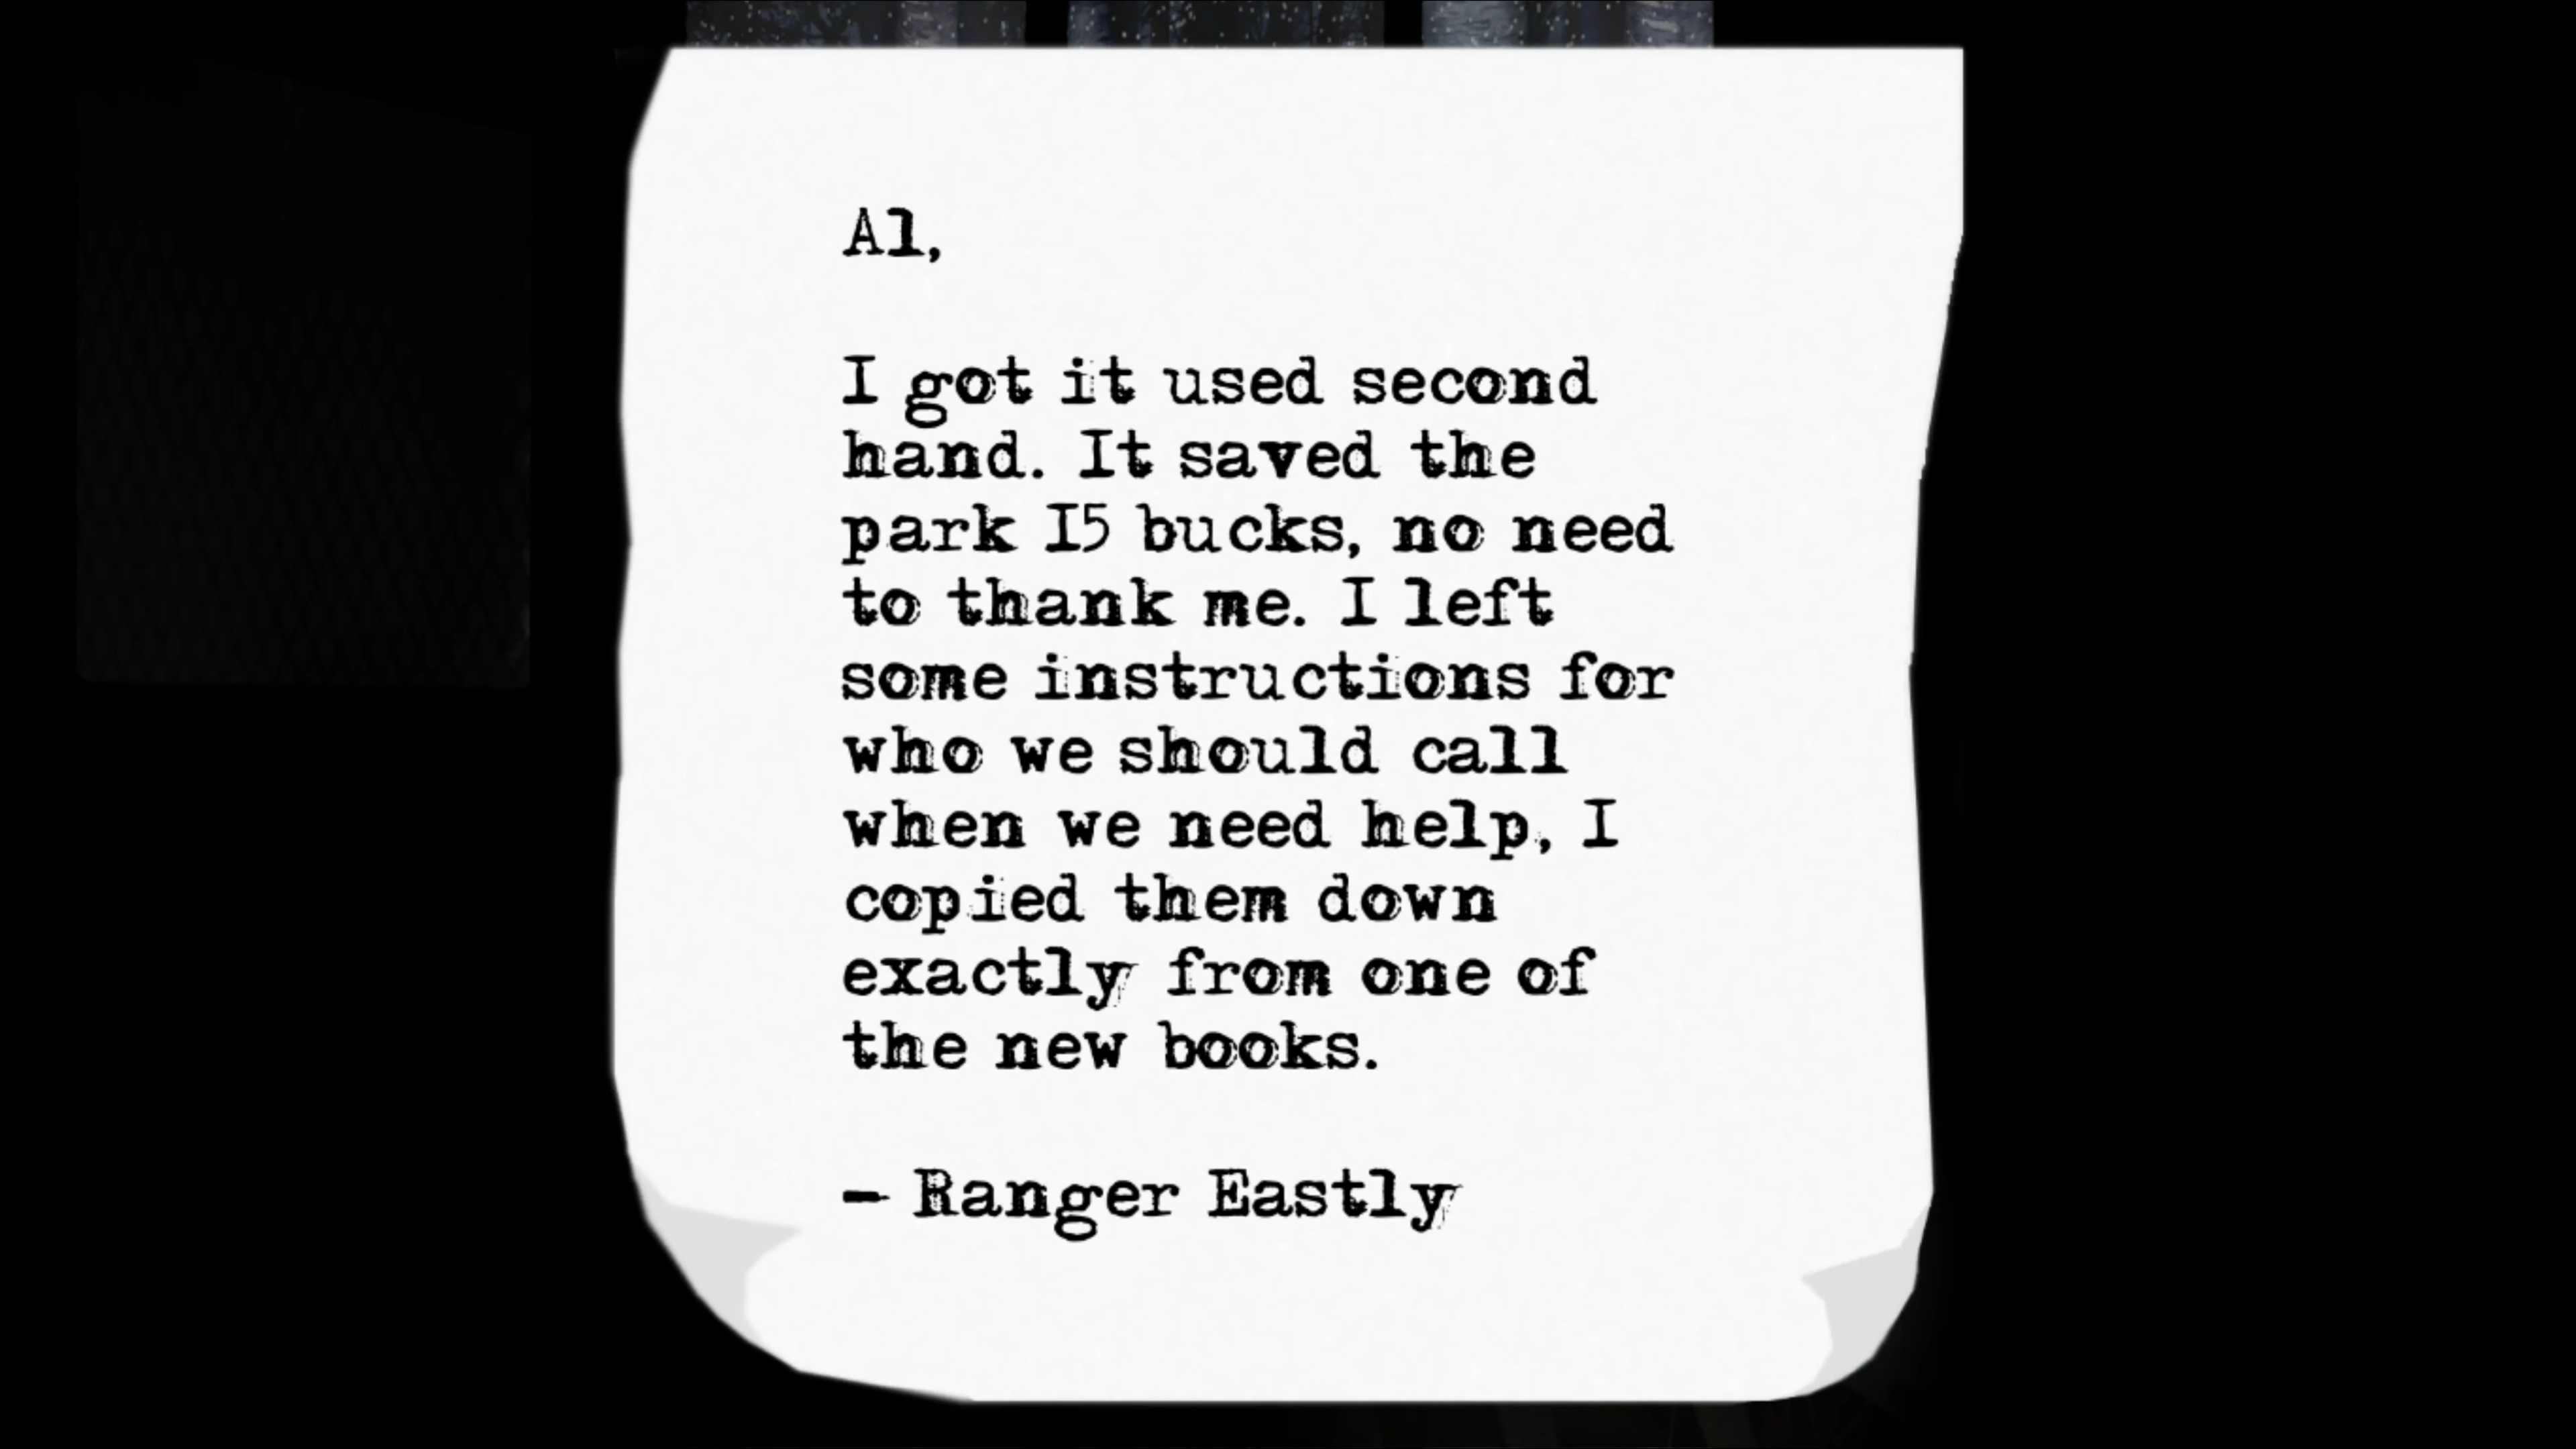 Al,
I got it used second
hand. It saved the
park 15 bucks, no need
to thank me. I left
some instructions for
who we should call
when we need help, I
copied them down
exactly from one of
the new books.
- Ranger Eastly